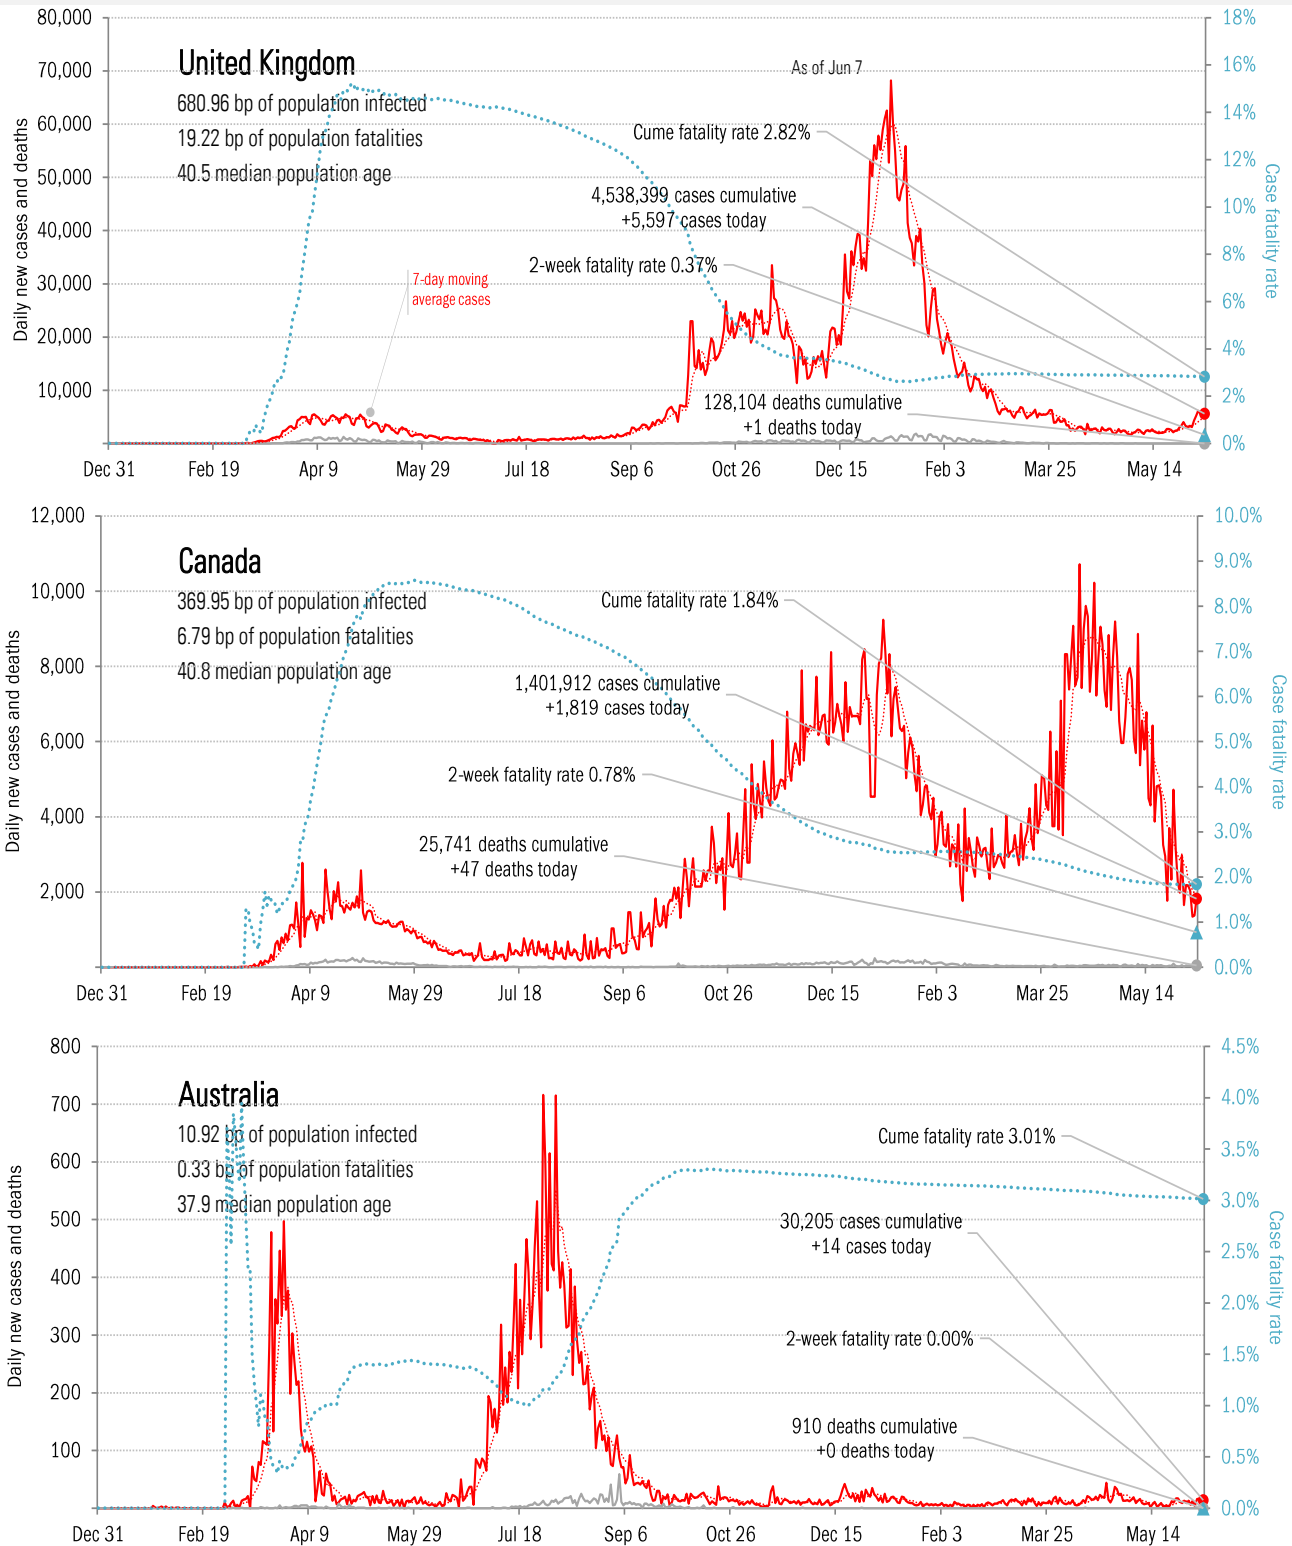 80,000
18%
United Kingdom
As of Jun 7
70,000
16%
680.96 bp of population infected
14%
60,000
Cume fatality rate 2.82%
19.22 bp of population fatalities
12%
50,000
40.5 median population age
4,538,399 cases cumulative
+5,597 cases today
10%
40,000
2-week fatality rate 0.37%
8%
30,000
7-day moving
average cases
6%
20,000
4%
10,000
128,104 deaths cumulative
+1 deaths today
2%
0%
Daily new cases and deaths
Case fatality rate
Dec 31 Feb 19 Apr 9 May 29 Jul 18 Sep 6 Oct 26 Dec 15 Feb 3 Mar 25 May 14
12,000
10.0%
Canada
9.0%
10,000
369.95 bp of population infected
Cume fatality rate 1.84%
8.0%
6.79 bp of population fatalities
7.0%
8,000
40.8 median population age
1,401,912 cases cumulative
+1,819 cases today
6.0%
6,000
5.0%
2-week fatality rate 0.78%
4.0%
4,000
3.0%
25,741 deaths cumulative
+47 deaths today
2.0%
2,000
1.0%
0.0%
Daily new cases and deaths
Case fatality rate
Dec 31 Feb 19 Apr 9 May 29 Jul 18 Sep 6 Oct 26 Dec 15 Feb 3 Mar 25 May 14
800
4.5%
Australia
4.0%
700
10.92 bp of population infected
Cume fatality rate 3.01%
3.5%
600
0.33 bp of population fatalities
3.0%
40
37.9 median population age
500
30,205 cases cumulative
+14 cases today
2.5%
400
2.0%
300
2-week fatality rate 0.00%
1.5%
200
1.0%
910 deaths cumulative
+0 deaths today
100
0.5%
0.0%
Daily new cases and deaths
Case fatality rate
Dec 31 Feb 19 Apr 9 May 29 Jul 18 Sep 6 Oct 26 Dec 15 Feb 3 Mar 25 May 14